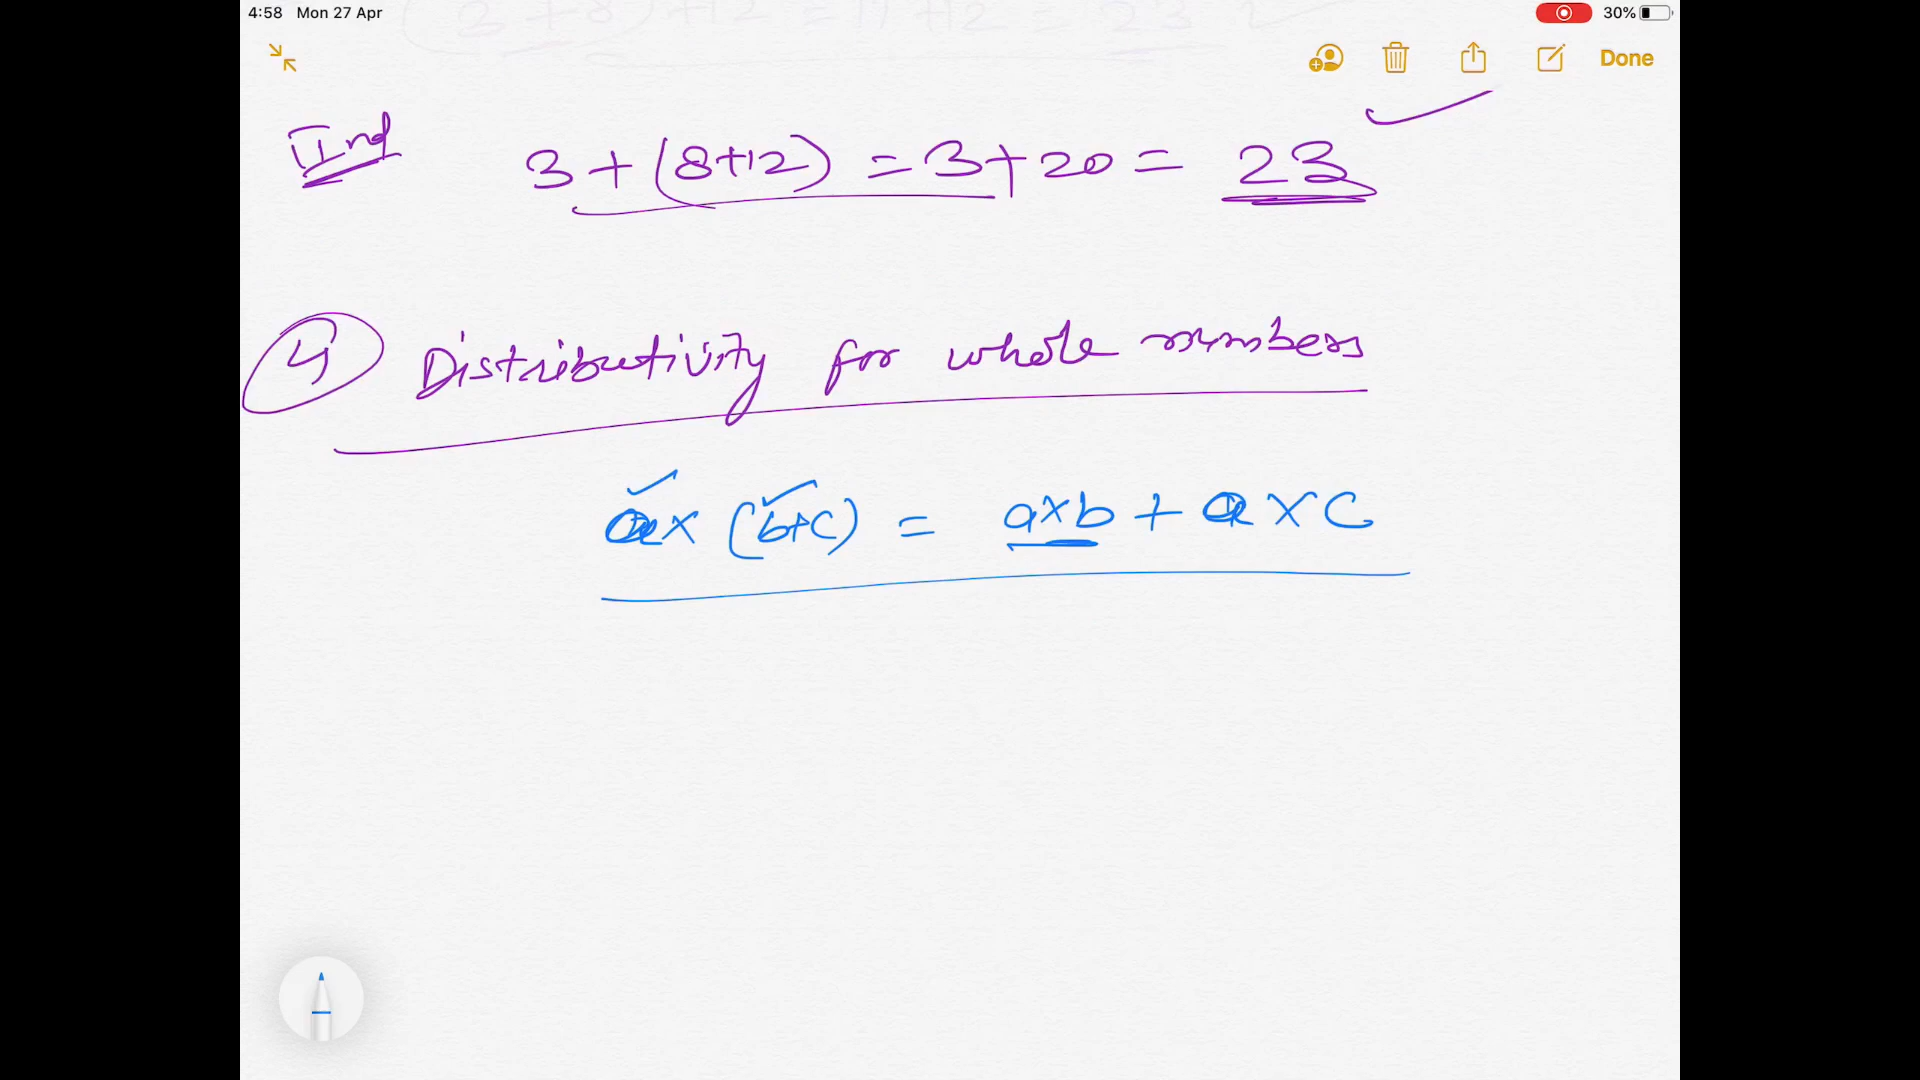 4:58 Mon 27 Apr 30%
Done
IInd 3 + (8+12) = 3 + 20 = 23
4 Distributivity for whole numbers
a x (b+c) = axb + a x c